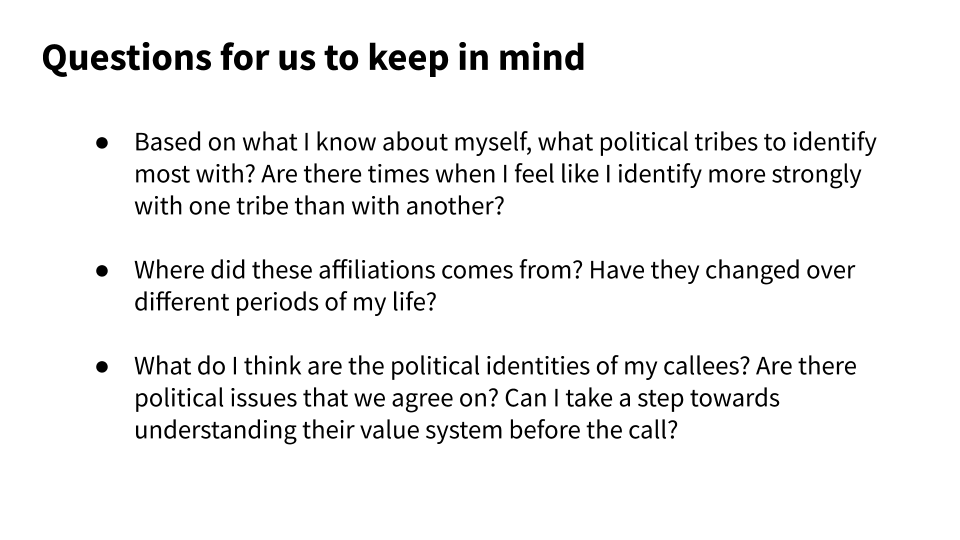 Questions for us to keep in mind
● Based on what I know about myself, what political tribes to identify
most with? Are there times when I feel like I identify more strongly
with one tribe than with another?
● Where did these affiliations comes from? Have they changed over
different periods of my life?
● What do I think are the political identities of my callees? Are there
political issues that we agree on? Can I take a step towards
understanding their value system before the call?